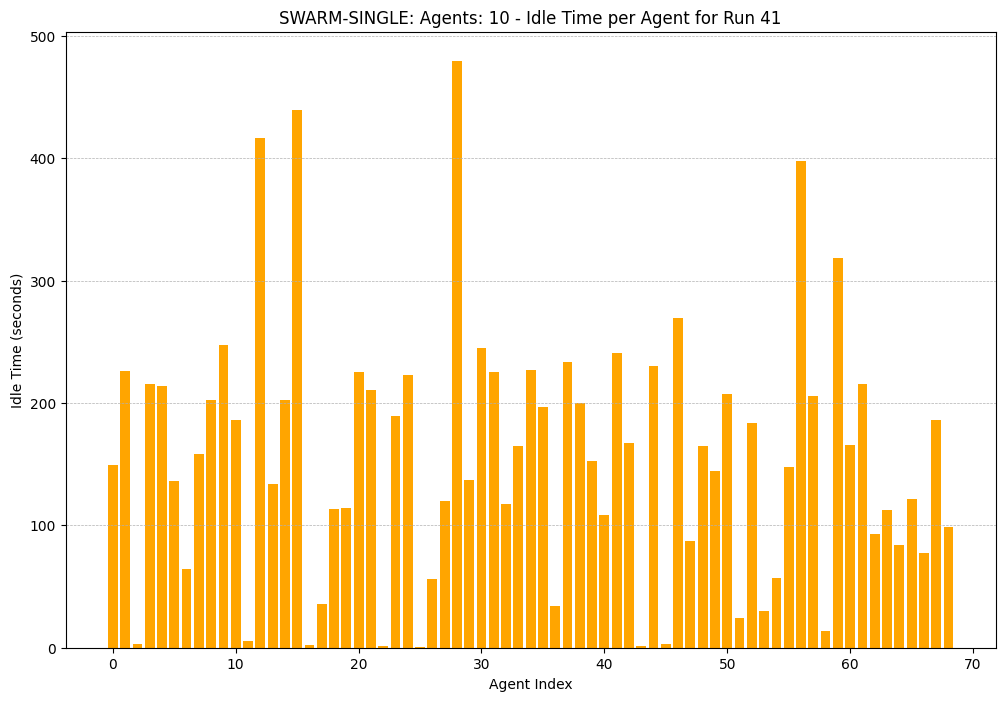 SWARM-SINGLE: Agents: 10 - Idle Time per Agent for Run 41
500
400
300
200
100
0
Idle Time (seconds)
0 10 20 30 40 50 60 70
Agent Index